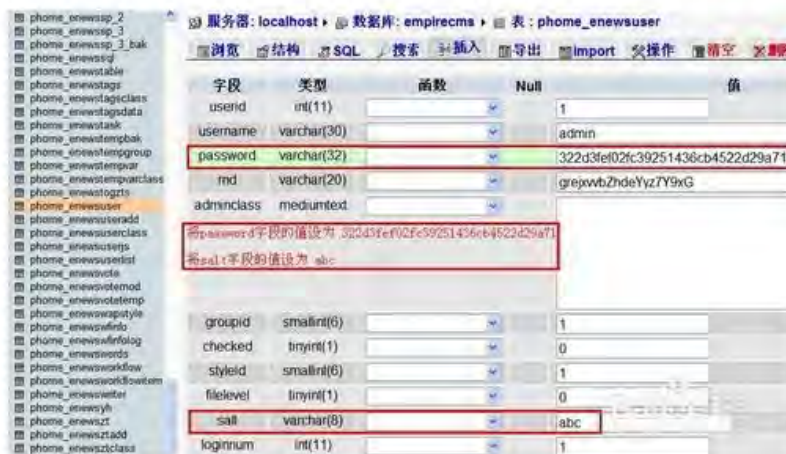 phome_enewssp_2
phome_enewssp_3
phome_enewssp_3_bak
phome_enewssql
phome_enewstable
phome_enewstags
phome_enewstagsclass
phome_enewstagsdata
phome_enewstask
phome_enewstempbak
phome_enewstempgroup
phome_enewstempvar
phome_enewstempvarclass
phome_enewstogzts
phome_enewsuser
phome_enewsuseradd
phome_enewsuserclass
phome_enewsuserjs
phome_enewsuserlist
phome_enewsvote
phome_enewsvotemod
phome_enewsvotetemp
phome_enewswapstyle
phome_enewswfinfo
phome_enewswfinfolog
phome_enewswords
phome_enewsworkflow
phome_enewsworkflowitem
phome_enewswriter
phome_enewsyh
phome_enewszt
phome_enewsztadd
phome_enewsztclass
服务器: localhost 数据库: empirecms 表 : phome_enewsuser
浏览 结构 SQL 搜索 插入 导出 Import 操作 清空
字段 类型 函数 Null 值
userid int(11) 1
username varchar(30) admin
password varchar(32) 322d3fef02fc39251436cb4522d29a71
rnd varchar(20) grejxvvbZhdeYyz7Y9xG
adminclass mediumtext
将password字段的值设为 322d3fef02fc39251436cb4522d29a71
将salt字段的值设为 abc
groupid smallint(6) 1
checked tinyint(1) 0
styleid smallint(6) 1
filelevel tinyint(1) 0
salt varchar(8) abc
loginnum int(11) 1